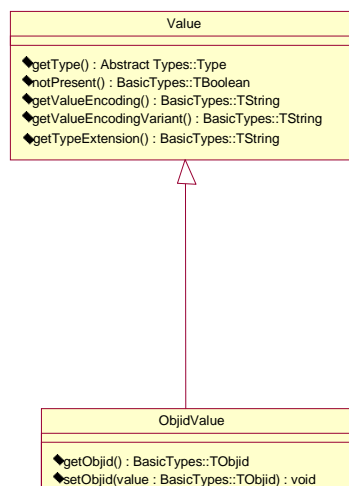 Value
getType() : Abstract Types::Type
notPresent() : BasicTypes::TBoolean
getValueEncoding() : BasicTypes::TString
getValueEncodingVariant() : BasicTypes::TString
getTypeExtension() : BasicTypes::TString
ObjidValue
getObjid() : BasicTypes::TObjid
setObjid(value : BasicTypes::TObjid) : void